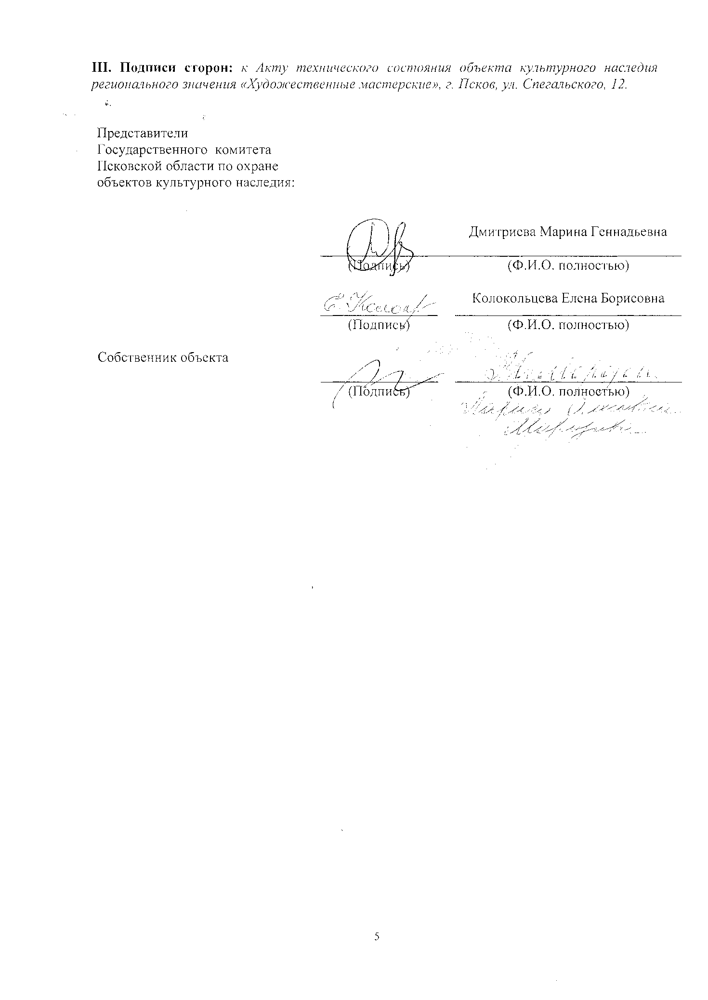 III. Подписи сторон: к Акту технического состояния объекта культурного наследия
регионального значения «Художественные мастерские», г. Псков, ул. Спегальского, 12.
Представители
Государственного комитета
Псковской области по охране
объектов культурного наследия:
Дмитриева Марина Геннадьевна
(Подпись) (Ф.И.О. полностью)
Колокольцева Елена Борисовна
(Подпись) (Ф.И.О. полностью)
Собственник объекта
(Подпись) (Ф.И.О. полностью)
5